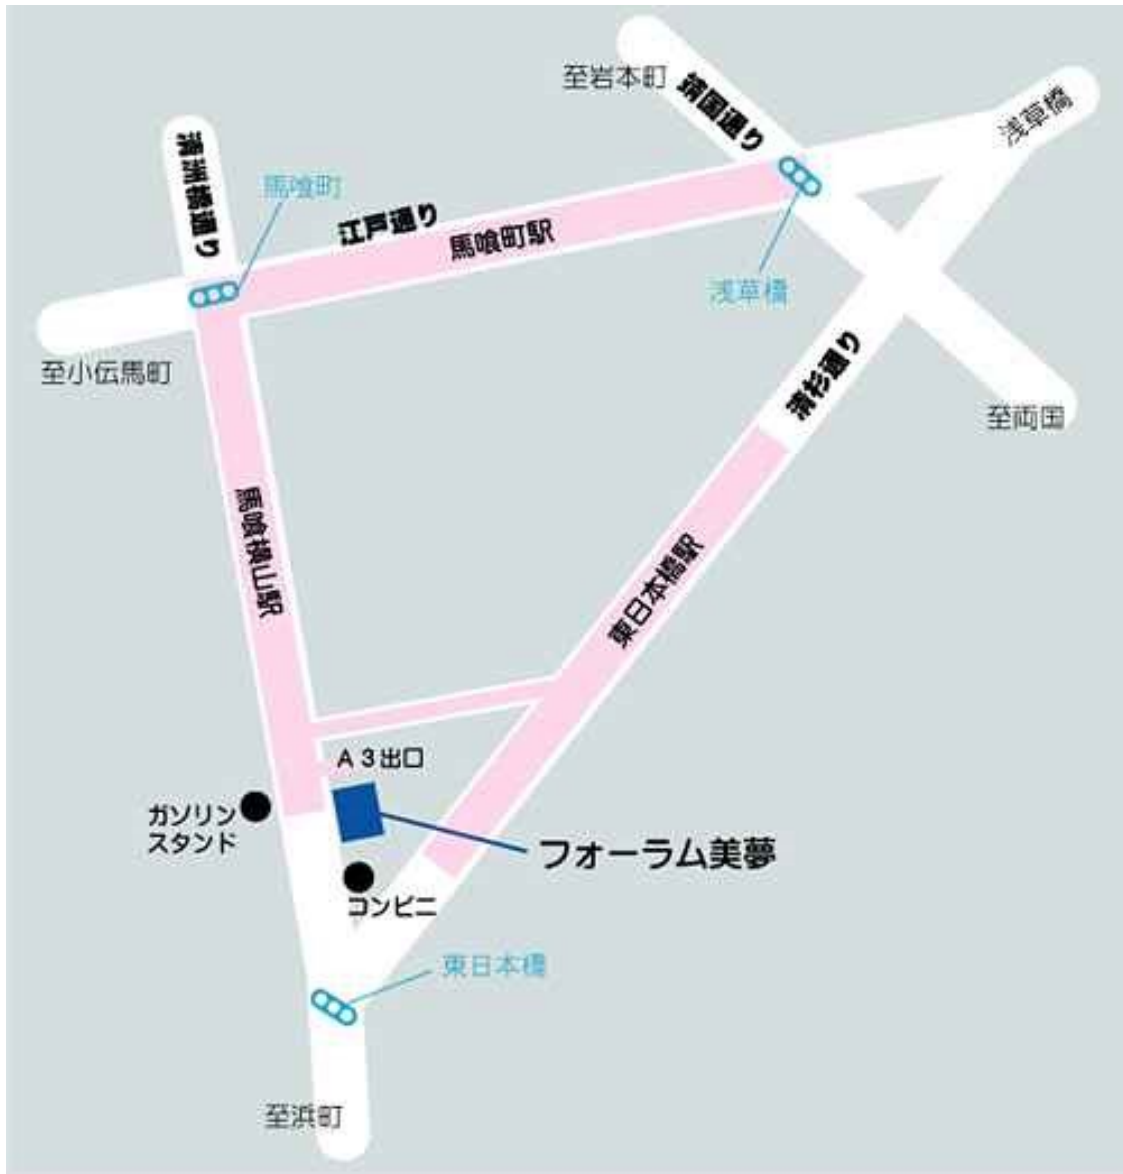 至岩本町
靖国通り
浅草橋
清洲橋通り
馬喰町
江戸通り
馬喰町駅
浅草橋
至小伝馬町
清杉通り
至両国
馬喰横山駅
東日本橋駅
A3出口
ガソリン
スタンド
フォーラム美夢
コンビニ
東日本橋
至浜町